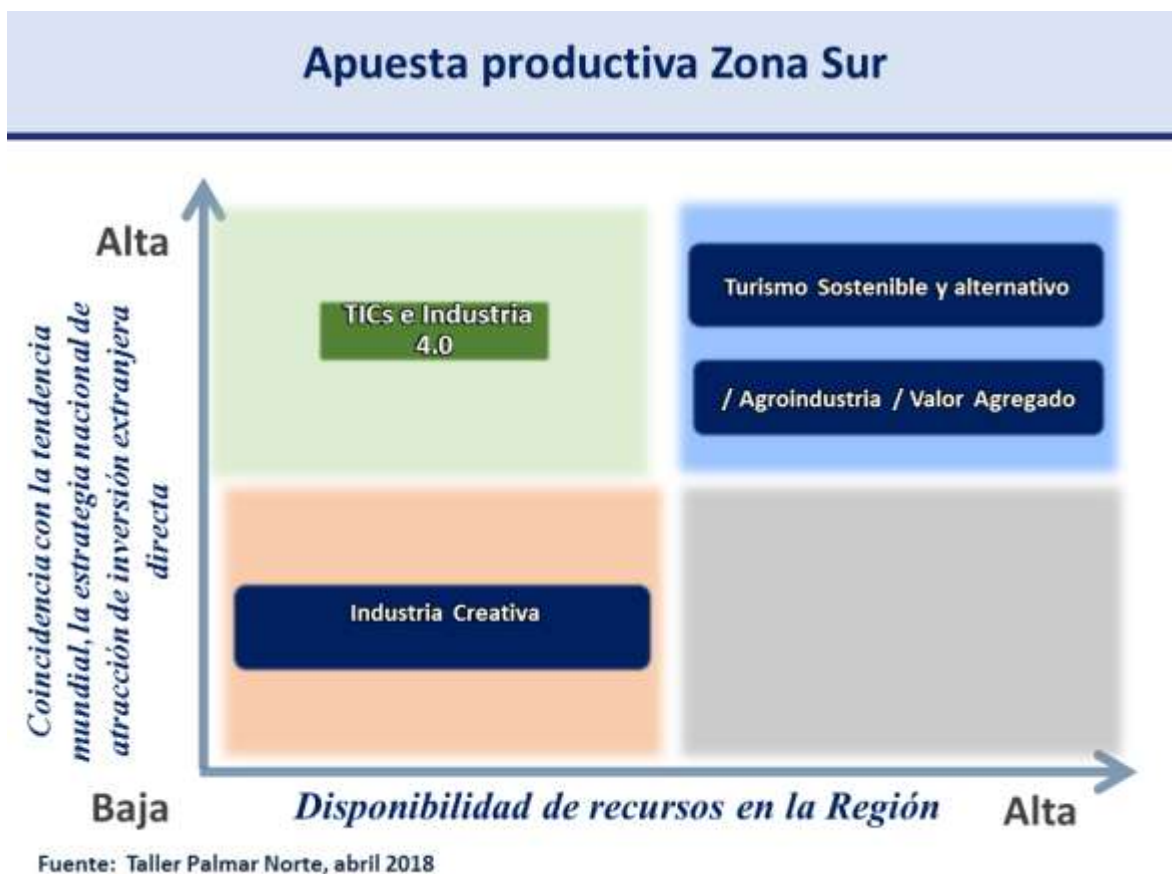 Apuesta productiva Zona Sur
Alta
Coincidencia con la tendencia
mundial, la estrategia nacional de
atracción de inversión extranjera
directa
TICs e Industria
4.0
Turismo Sostenible y alternativo
/ Agroindustria / Valor Agregado
Industria Creativa
Baja
Disponibilidad de recursos en la Región
Alta
Fuente: Taller Palmar Norte, abril 2018